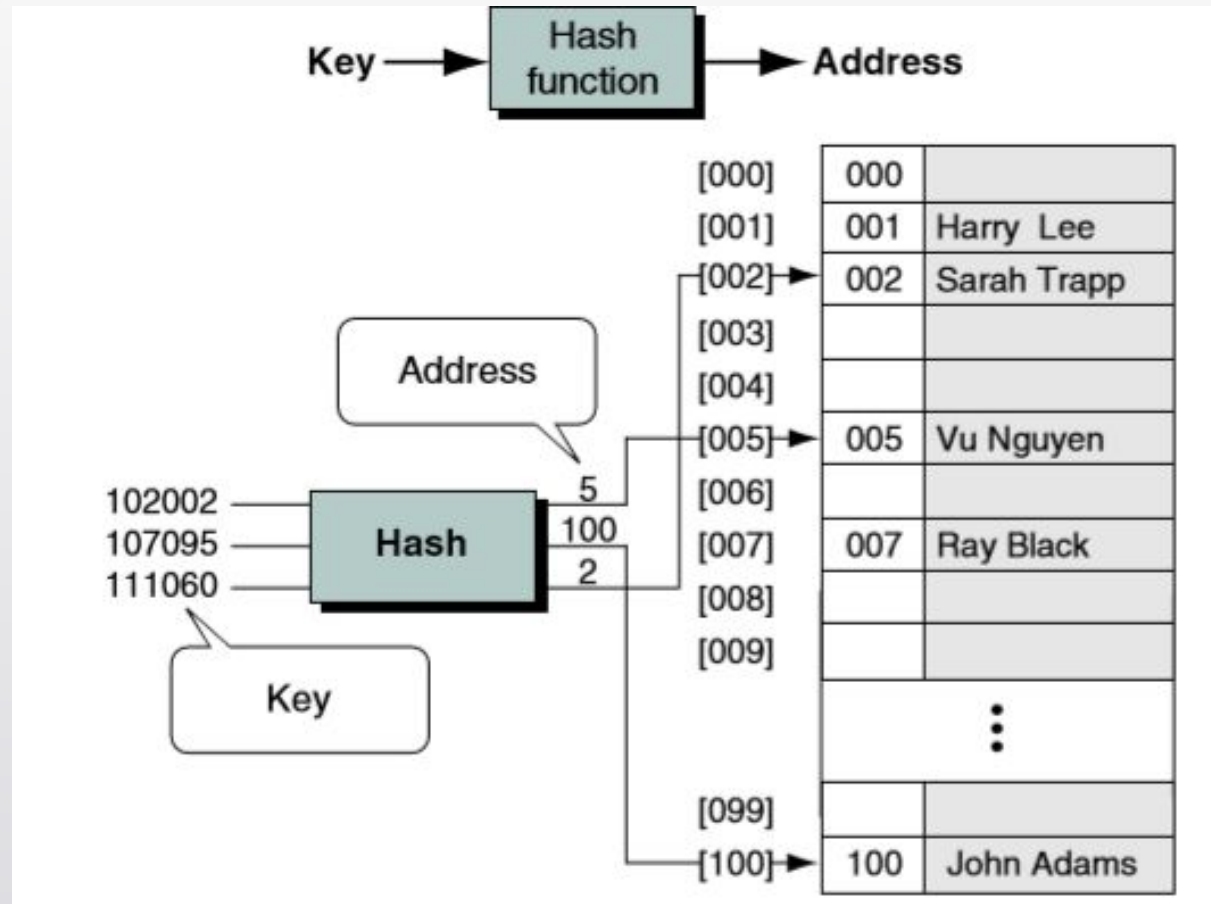 Key
Hash
function
Address
[000] 000
[001] 001 Harry Lee
[002] 002 Sarah Trapp
[003]
[004]
[005] 005 Vu Nguyen
[006]
[007] 007 Ray Black
[008]
[009]
[099]
[100] 100 John Adams
Address
102002
107095
111060
Hash
5
100
2
Key